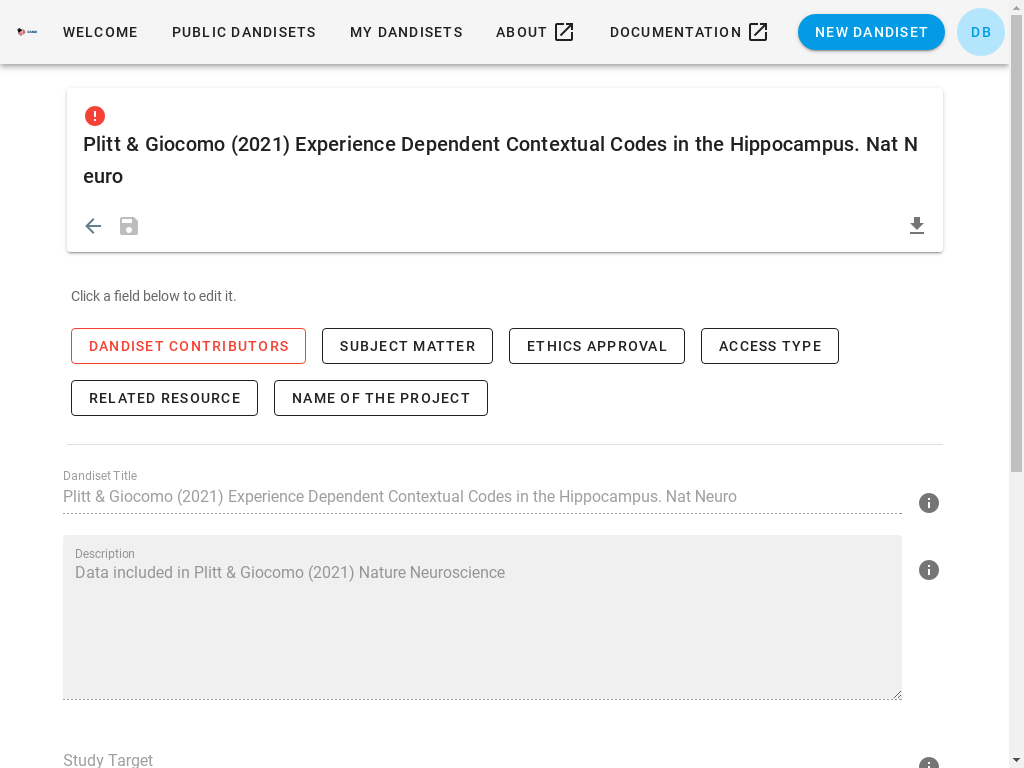 WELCOME PUBLIC DANDISETS MY DANDISETS ABOUT DOCUMENTATION NEW DANDISET DB
Plitt & Giocomo (2021) Experience Dependent Contextual Codes in the Hippocampus. Nat N
euro
Click a field below to edit it.
DANDISET CONTRIBUTORS SUBJECT MATTER ETHICS APPROVAL ACCESS TYPE
RELATED RESOURCE NAME OF THE PROJECT
Dandiset Title
Plitt & Giocomo (2021) Experience Dependent Contextual Codes in the Hippocampus. Nat Neuro
Description
Data included in Plitt & Giocomo (2021) Nature Neuroscience
Study Target